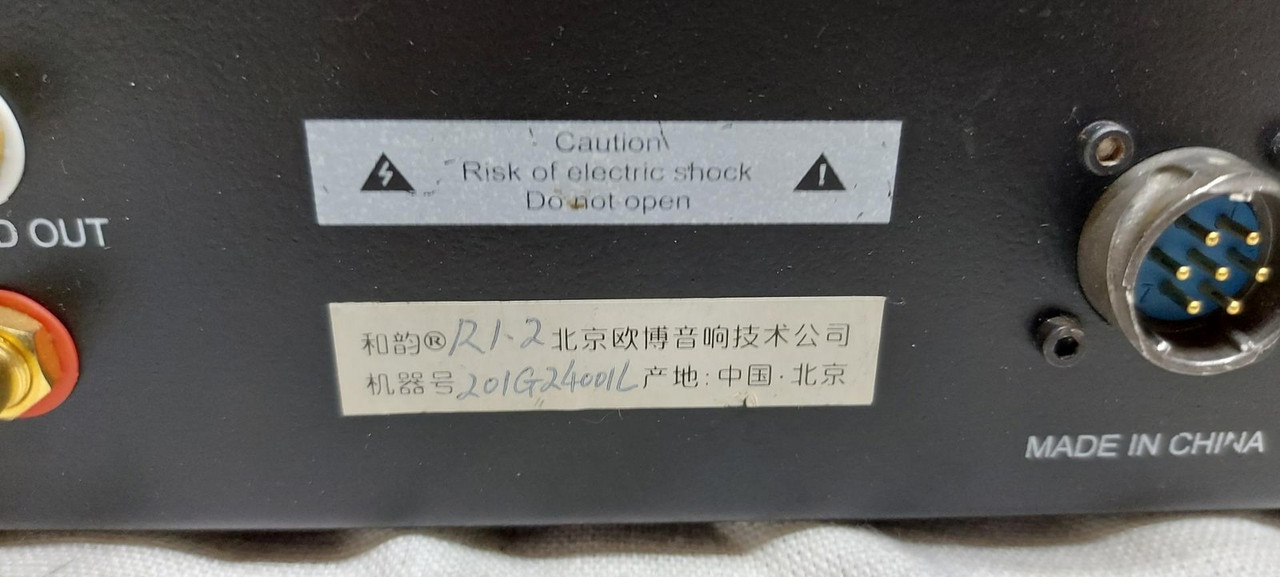 OUT
Caution
Risk of electric shock
Do not open
和韵® R1-2 北京欧博音响技术公司
机器号 201G24001L 产地:中国·北京
MADE IN CHINA